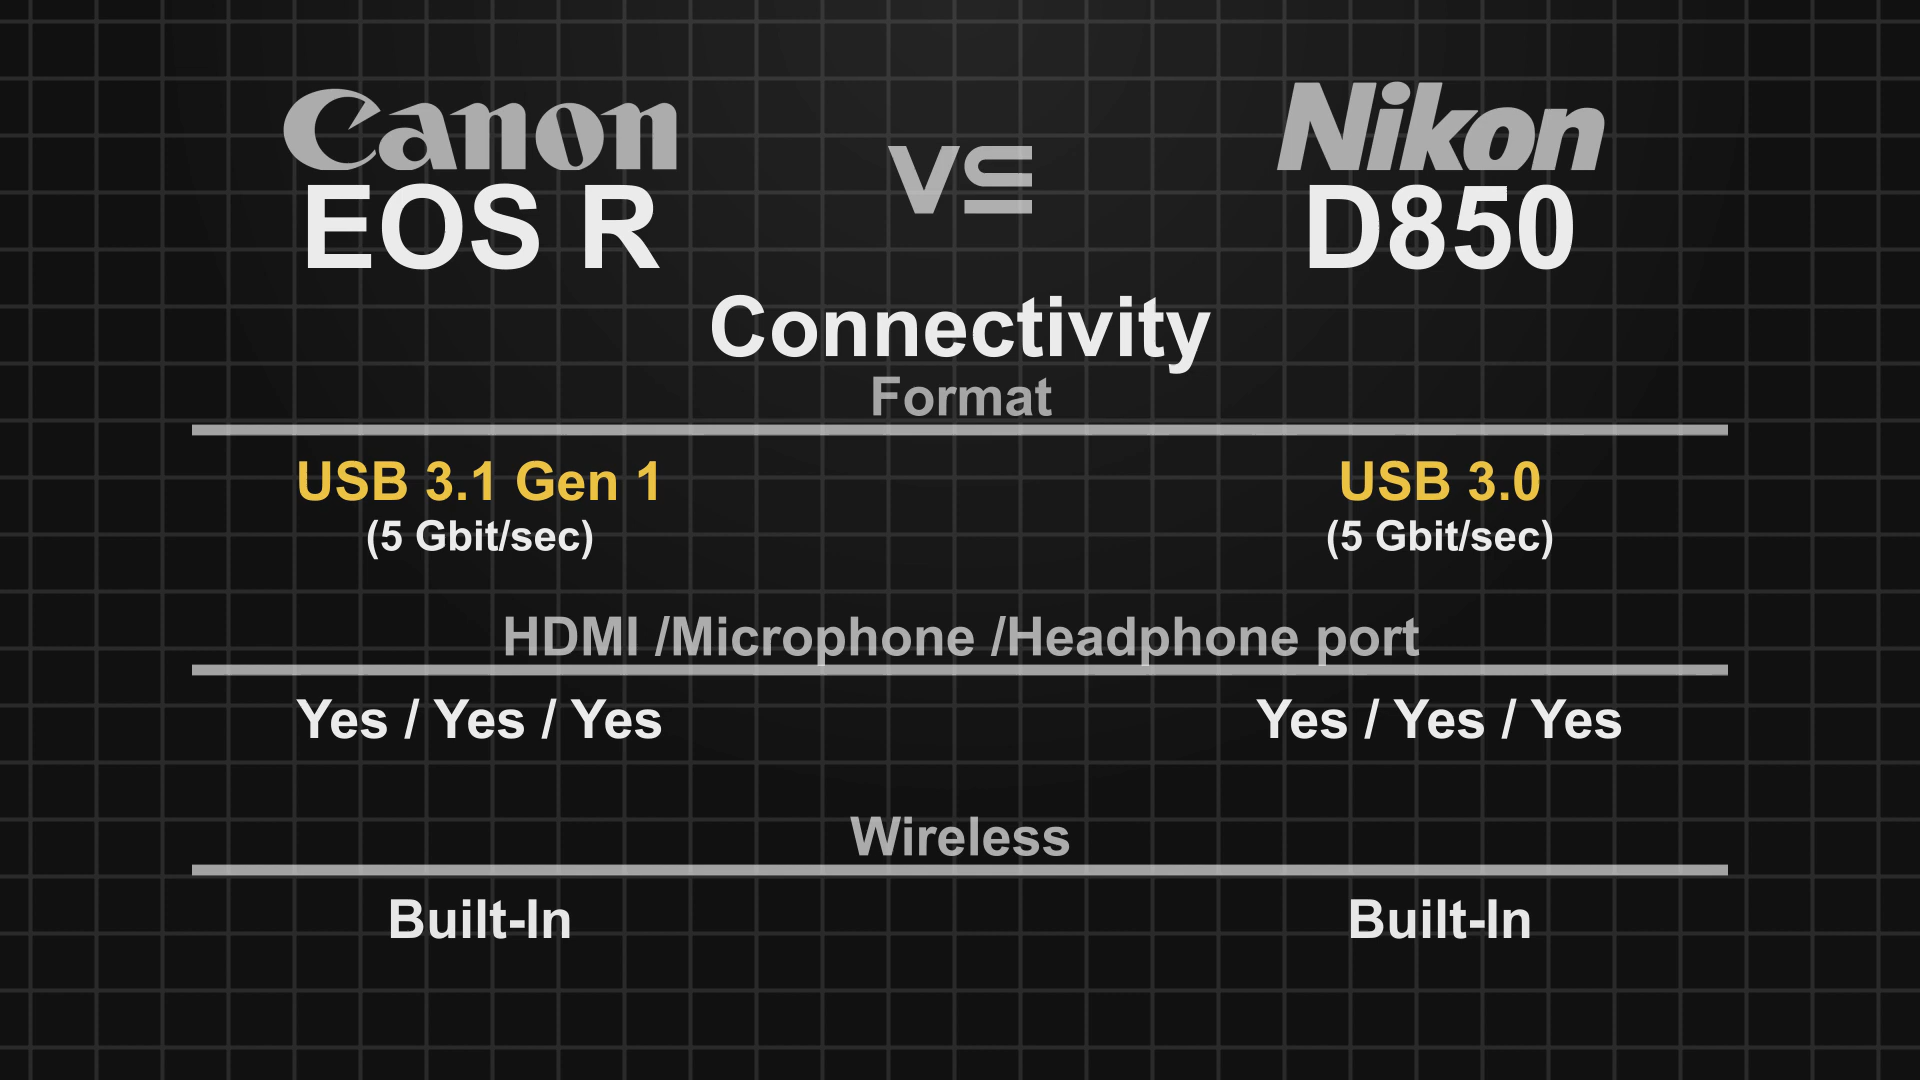 Canon VS Nikon
EOS R D850
Connectivity
Format
USB 3.1 Gen 1 USB 3.0
(5 Gbit/sec) (5 Gbit/sec)
HDMI /Microphone /Headphone port
Yes / Yes / Yes Yes / Yes / Yes
Wireless
Built-In Built-In